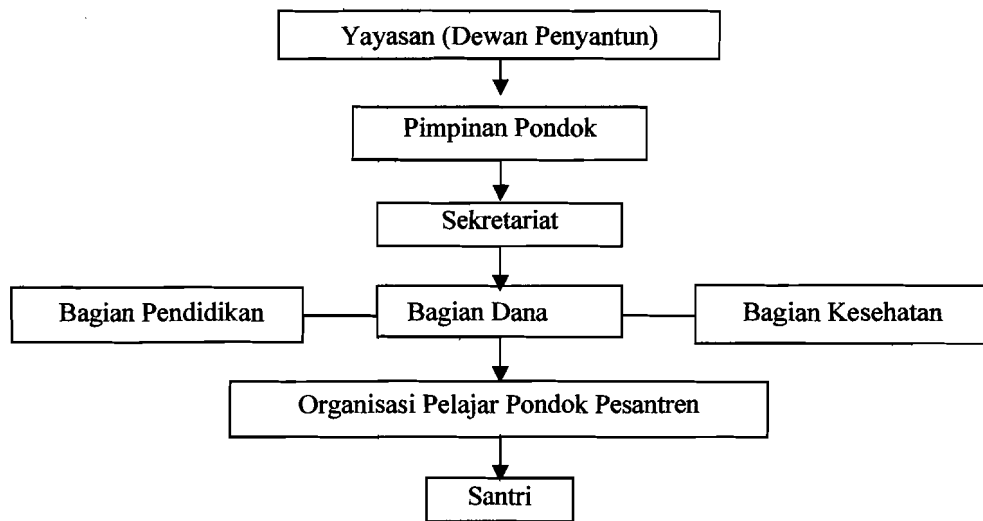 Yayasan (Dewan Penyantun)
Pimpinan Pondok
Sekretariat
Bagian Pendidikan
Bagian Dana
Bagian Kesehatan
Organisasi Pelajar Pondok Pesantren
Santri